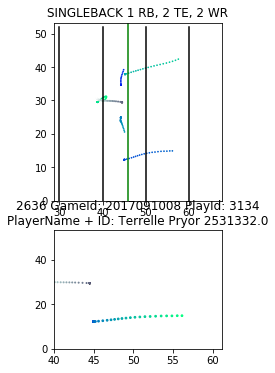 SINGLEBACK 1 RB, 2 TE, 2 WR
50
40
30
20
10
0
30 40 50 60
2636 GameId: 2017091008 PlayId: 3134
PlayerName + ID: Terrelle Pryor 2531332.0
40
20
0
40 45 50 55 60